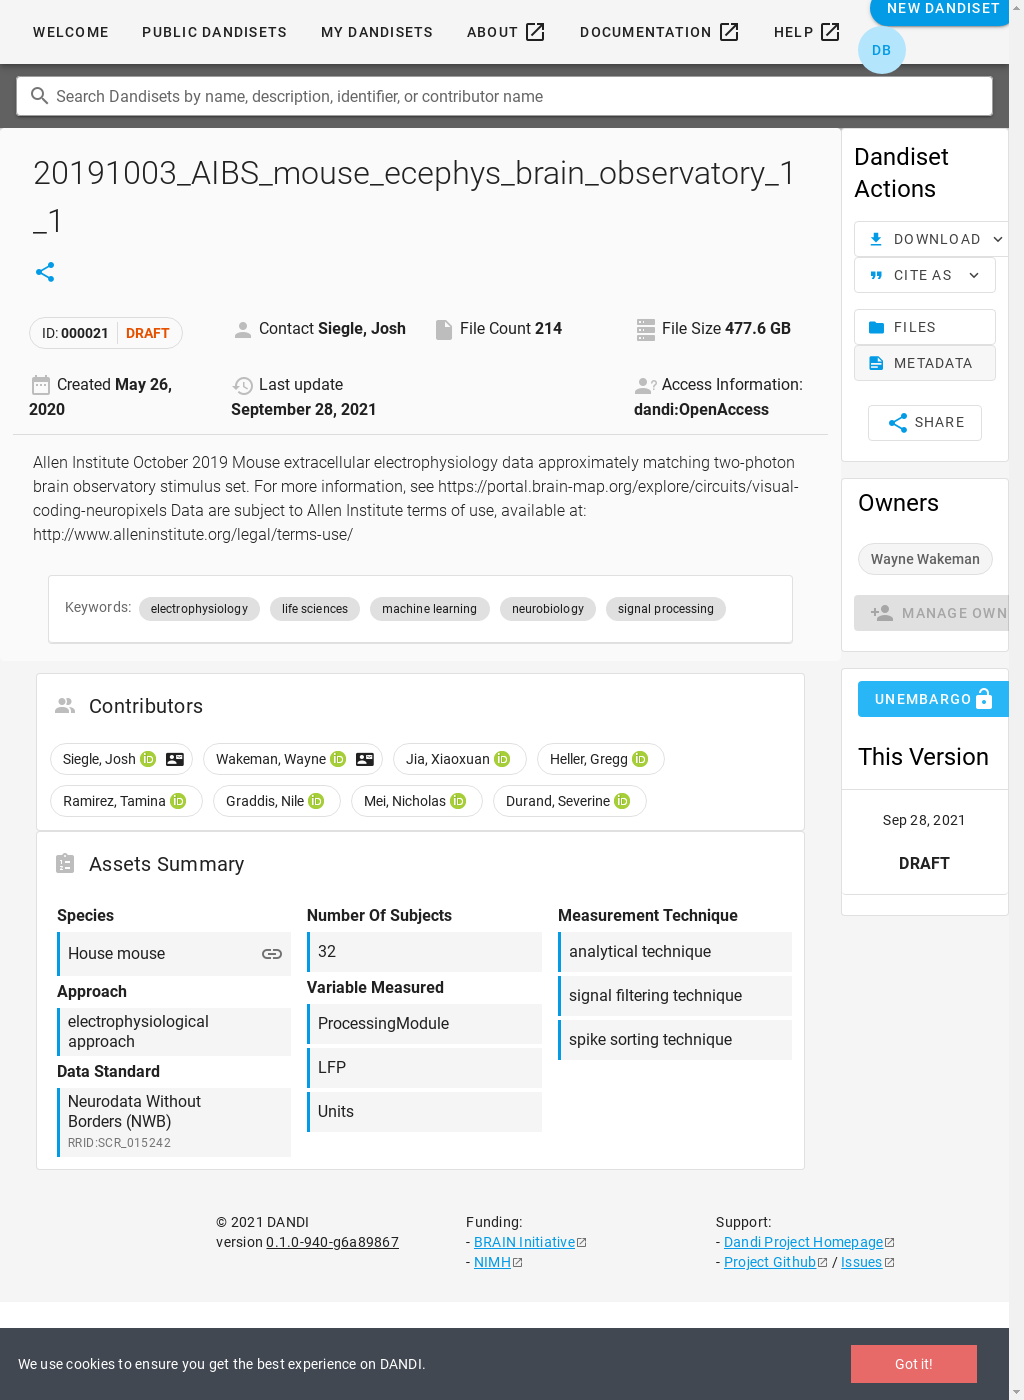 WELCOME PUBLIC DANDISETS MY DANDISETS ABOUT DOCUMENTATION HELP NEW DANDISET
DB
Search Dandisets by name, description, identifier, or contributor name
20191003_AIBS_mouse_ecephys_brain_observatory_1
_1
ID: 000021 DRAFT
Contact Siegle, Josh
File Count 214
File Size 477.6 GB
Created May 26,
2020
Last update
September 28, 2021
Access Information:
dandi:OpenAccess
Allen Institute October 2019 Mouse extracellular electrophysiology data approximately matching two-photon
brain observatory stimulus set. For more information, see https://portal.brain-map.org/explore/circuits/visual-
coding-neuropixels Data are subject to Allen Institute terms of use, available at:
http://www.alleninstitute.org/legal/terms-use/
Keywords: electrophysiology life sciences machine learning neurobiology signal processing
Contributors
Siegle, Josh iD Wakeman, Wayne iD Jia, Xiaoxuan iD Heller, Gregg iD
Ramirez, Tamina iD Graddis, Nile iD Mei, Nicholas iD Durand, Severine iD
Assets Summary
Species
House mouse
Approach
electrophysiological
approach
Data Standard
Neurodata Without
Borders (NWB)
RRID:SCR_015242
Number Of Subjects
32
Variable Measured
ProcessingModule
LFP
Units
Measurement Technique
analytical technique
signal filtering technique
spike sorting technique
Dandiset
Actions
DOWNLOAD
CITE AS
FILES
METADATA
SHARE
Owners
Wayne Wakeman
MANAGE OWN
UNEMBARGO
This Version
Sep 28, 2021
DRAFT
© 2021 DANDI
version 0.1.0-940-g6a89867
Funding:
- BRAIN Initiative
- NIMH
Support:
- Dandi Project Homepage
- Project Github / Issues
We use cookies to ensure you get the best experience on DANDI.
Got it!